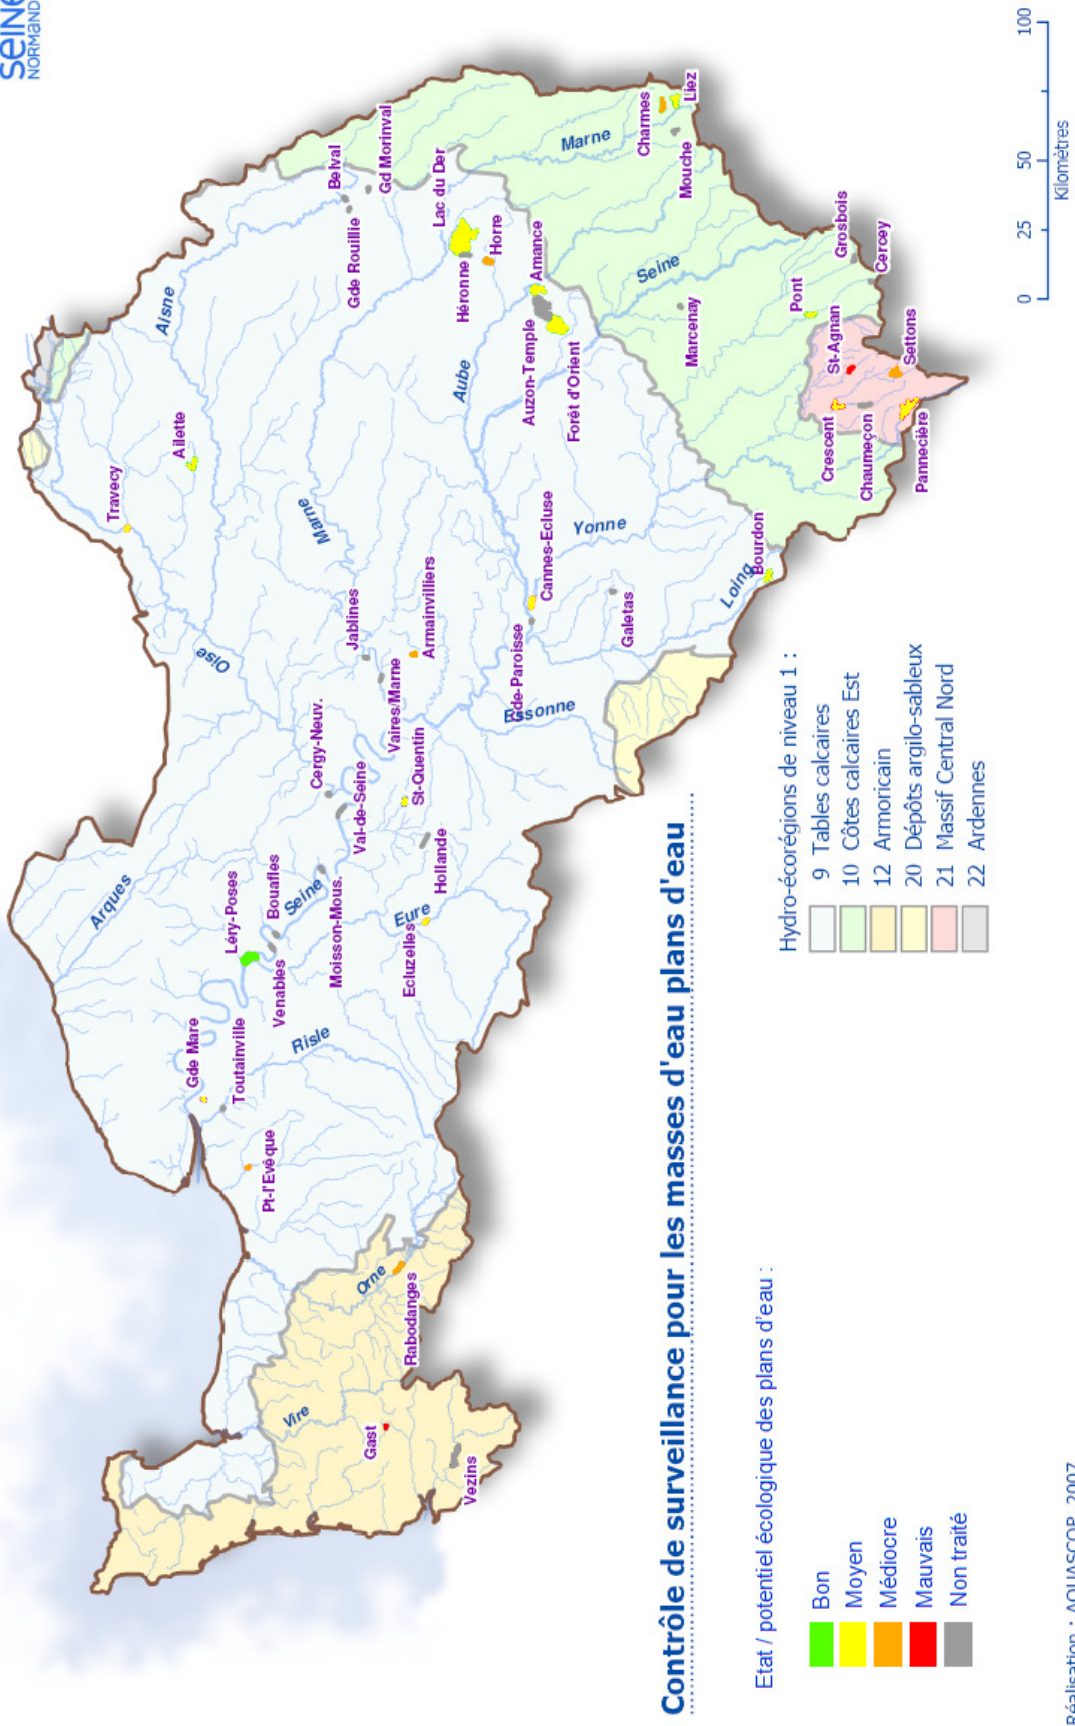 SEINE
NORMAND
Arques
Aisne
Oise
Marne
Marne
Aube
Seine
Seine
Yonne
Loing
Essonne
Eure
Risle
Orne
Vire
Travecy
Ailette
Belval
Gde Rouillie
Gd Morinval
Lac du Der
Héronne
Horre
Amance
Auzon-Temple
Forêt d'Orient
Charmes
Liez
Mouche
Marcenay
Grosbois
Cercey
Pont
St-Agnan
Settons
Crescent
Chaumeçon
Pannecière
Bourdon
Galetas
Cannes-Ecluse
Gde-Paroisse
Armainvilliers
Jablines
Vaires/Marne
Cergy-Neuv.
Val-de-Seine
St-Quentin
Hollande
Moisson-Mous.
Ecluzelles
Bouafles
Léry-Poses
Venables
Gde Mare
Toutainville
Pt-l'Evêque
Rabodanges
Gast
Vezins
Contrôle de surveillance pour les masses d'eau plans d'eau
Etat / potentiel écologique des plans d'eau :
Bon
Moyen
Médiocre
Mauvais
Non traité
Hydro-écorégions de niveau 1 :
9 Tables calcaires
10 Côtes calcaires Est
12 Armoricain
20 Dépôts argilo-sableux
21 Massif Central Nord
22 Ardennes
0 25 50 100
Kilomètres
Réalisation : AQUASCOP, 2007